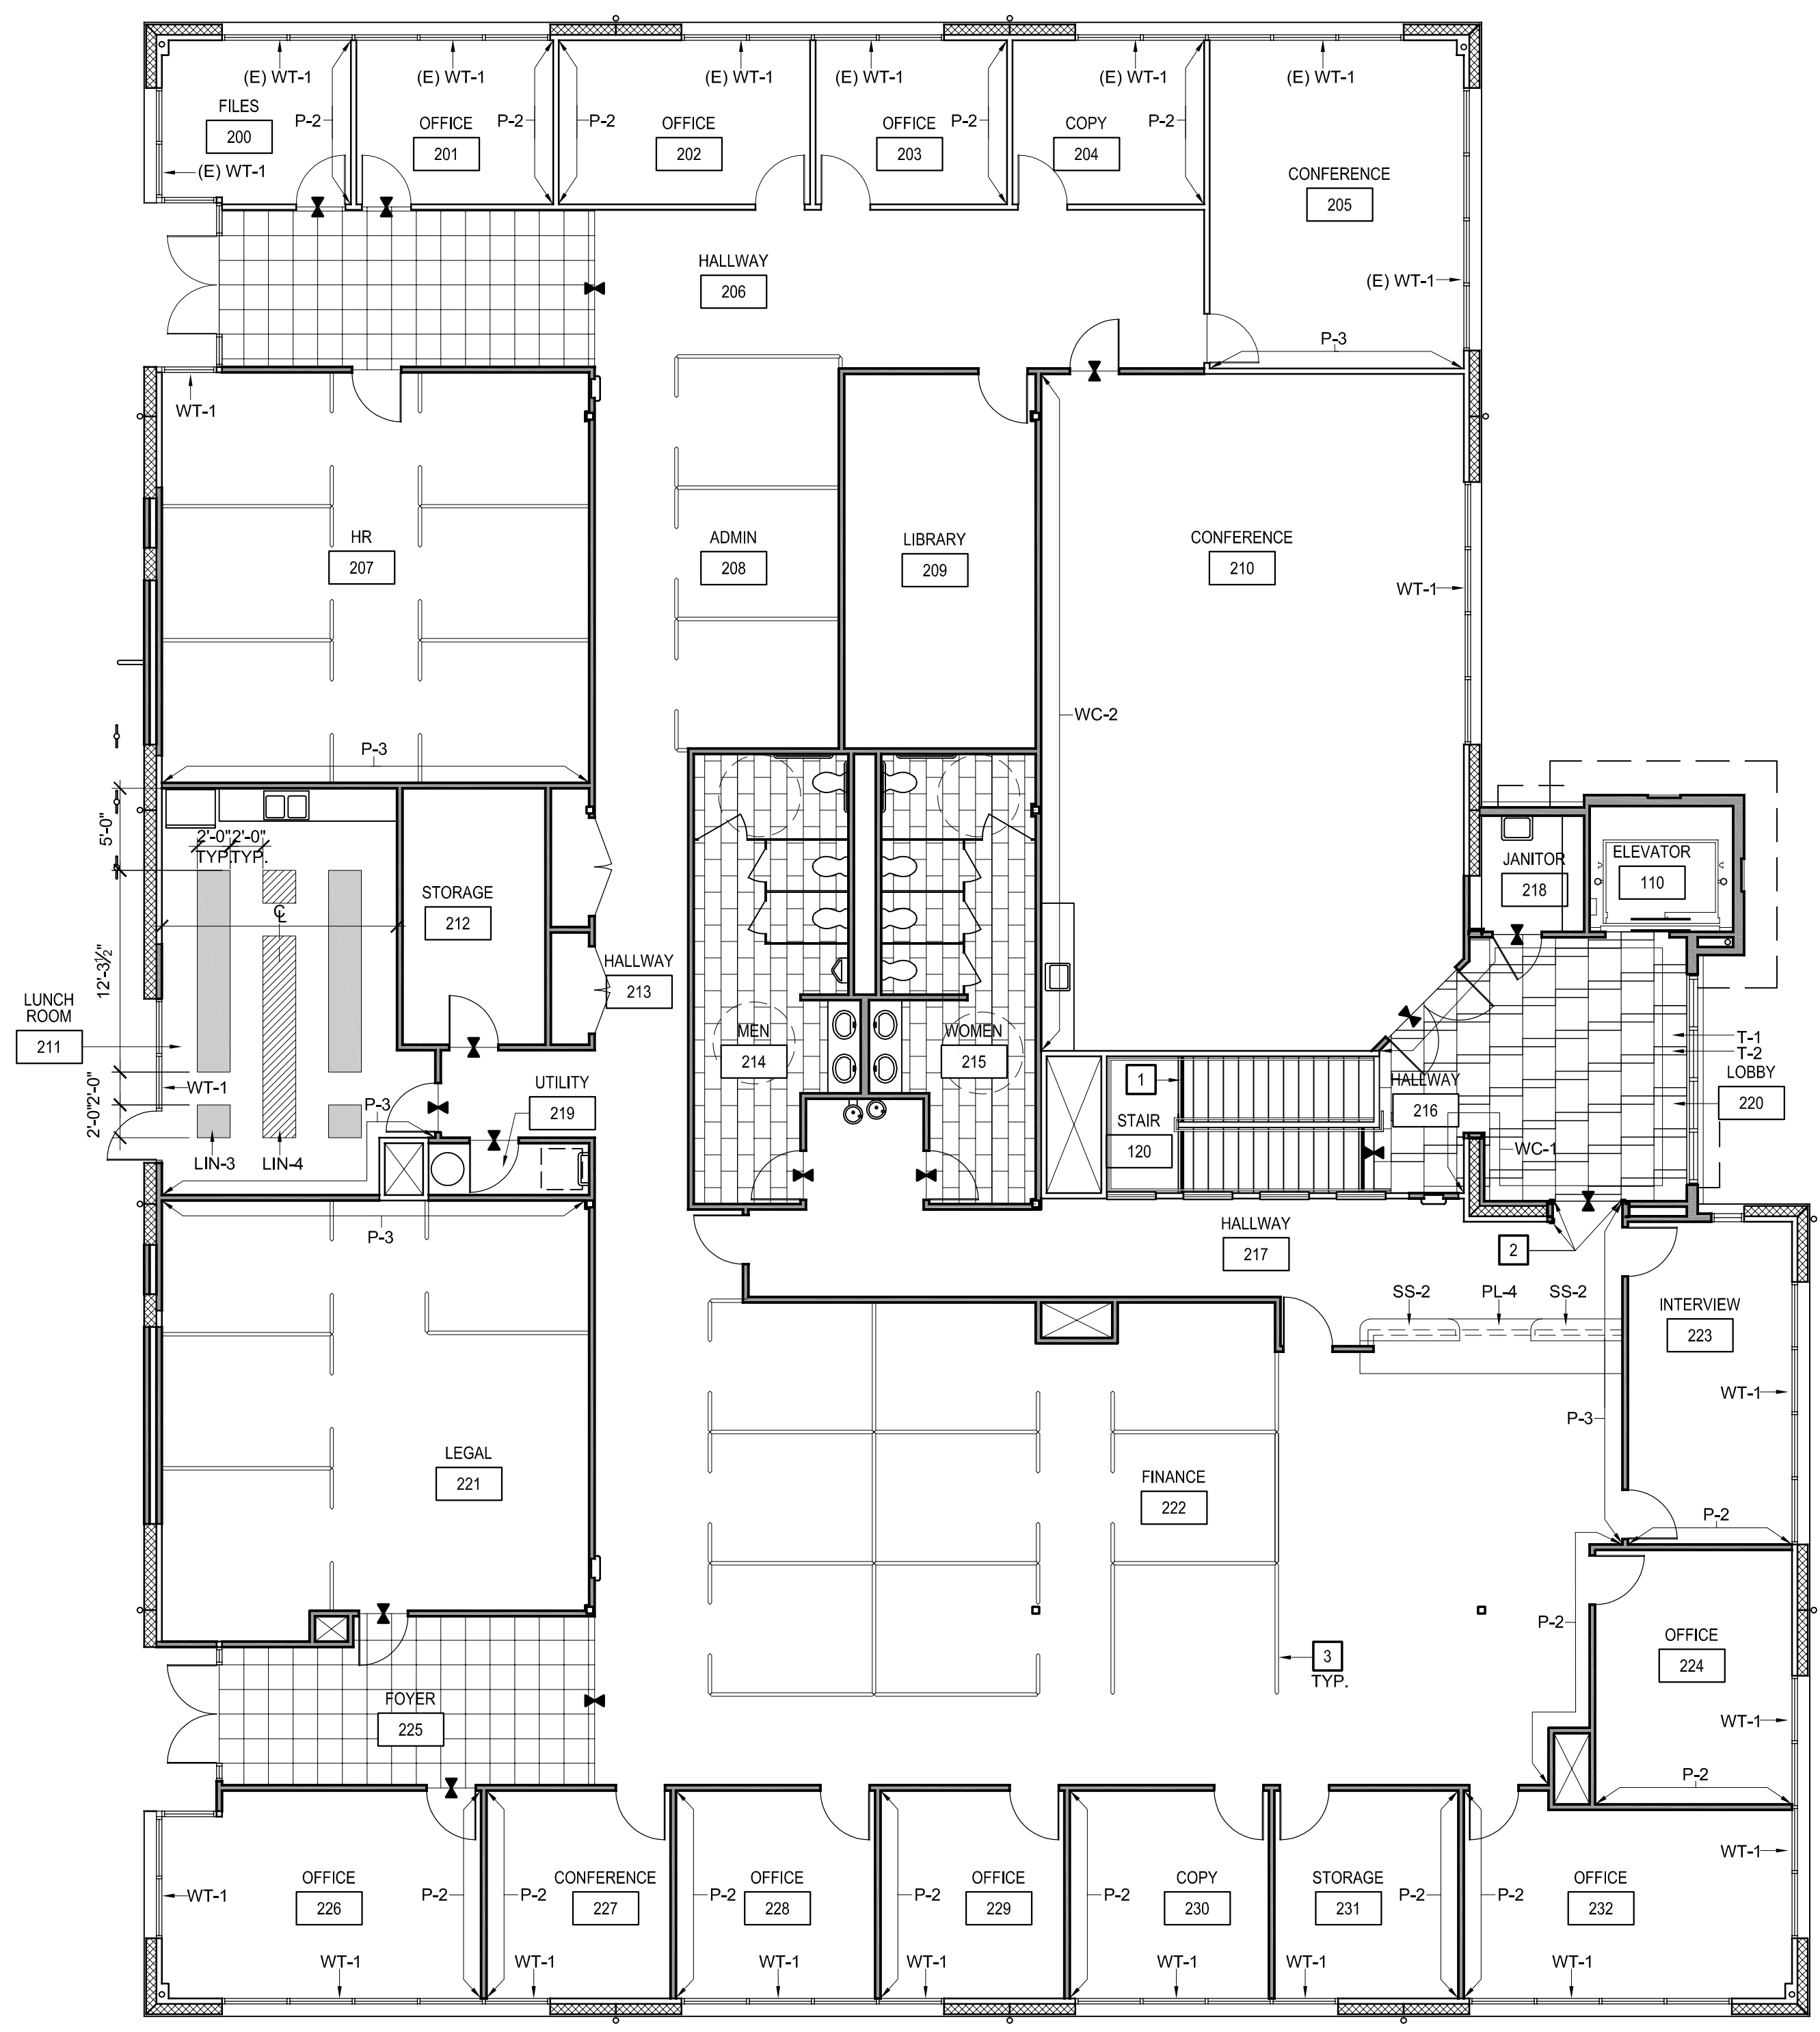 (E) WT-1
(E) WT-1
(E) WT-1
(E) WT-1
(E) WT-1
(E) WT-1
FILES
200
P-2
OFFICE
201
P-2
P-2
OFFICE
202
OFFICE
203
P-2
COPY
204
P-2
(E) WT-1
CONFERENCE
205
HALLWAY
206
(E) WT-1
P-3
WT-1
HR
207
ADMIN
208
LIBRARY
209
CONFERENCE
210
WT-1
WC-2
P-3
5'-0"
2'-0"
2'-0"
TYP.
TYP.
STORAGE
212
JANITOR
218
ELEVATOR
110
℄
12'-3½"
HALLWAY
213
LUNCH
ROOM
211
MEN
214
WOMEN
215
T-1
T-2
LOBBY
220
1
HALLWAY
216
WT-1
UTILITY
219
2'-0"
2'-0"
P-3
STAIR
120
WC-1
LIN-3
LIN-4
P-3
HALLWAY
217
2
SS-2
PL-4
SS-2
INTERVIEW
223
WT-1
P-3
LEGAL
221
FINANCE
222
P-2
P-2
OFFICE
224
3
TYP.
FOYER
225
WT-1
P-2
WT-1
OFFICE
226
WT-1
P-2
P-2
CONFERENCE
227
P-2
OFFICE
228
P-2
OFFICE
229
P-2
COPY
230
STORAGE
231
P-2
P-2
OFFICE
232
WT-1
WT-1
WT-1
WT-1
WT-1
WT-1
WT-1
WT-1